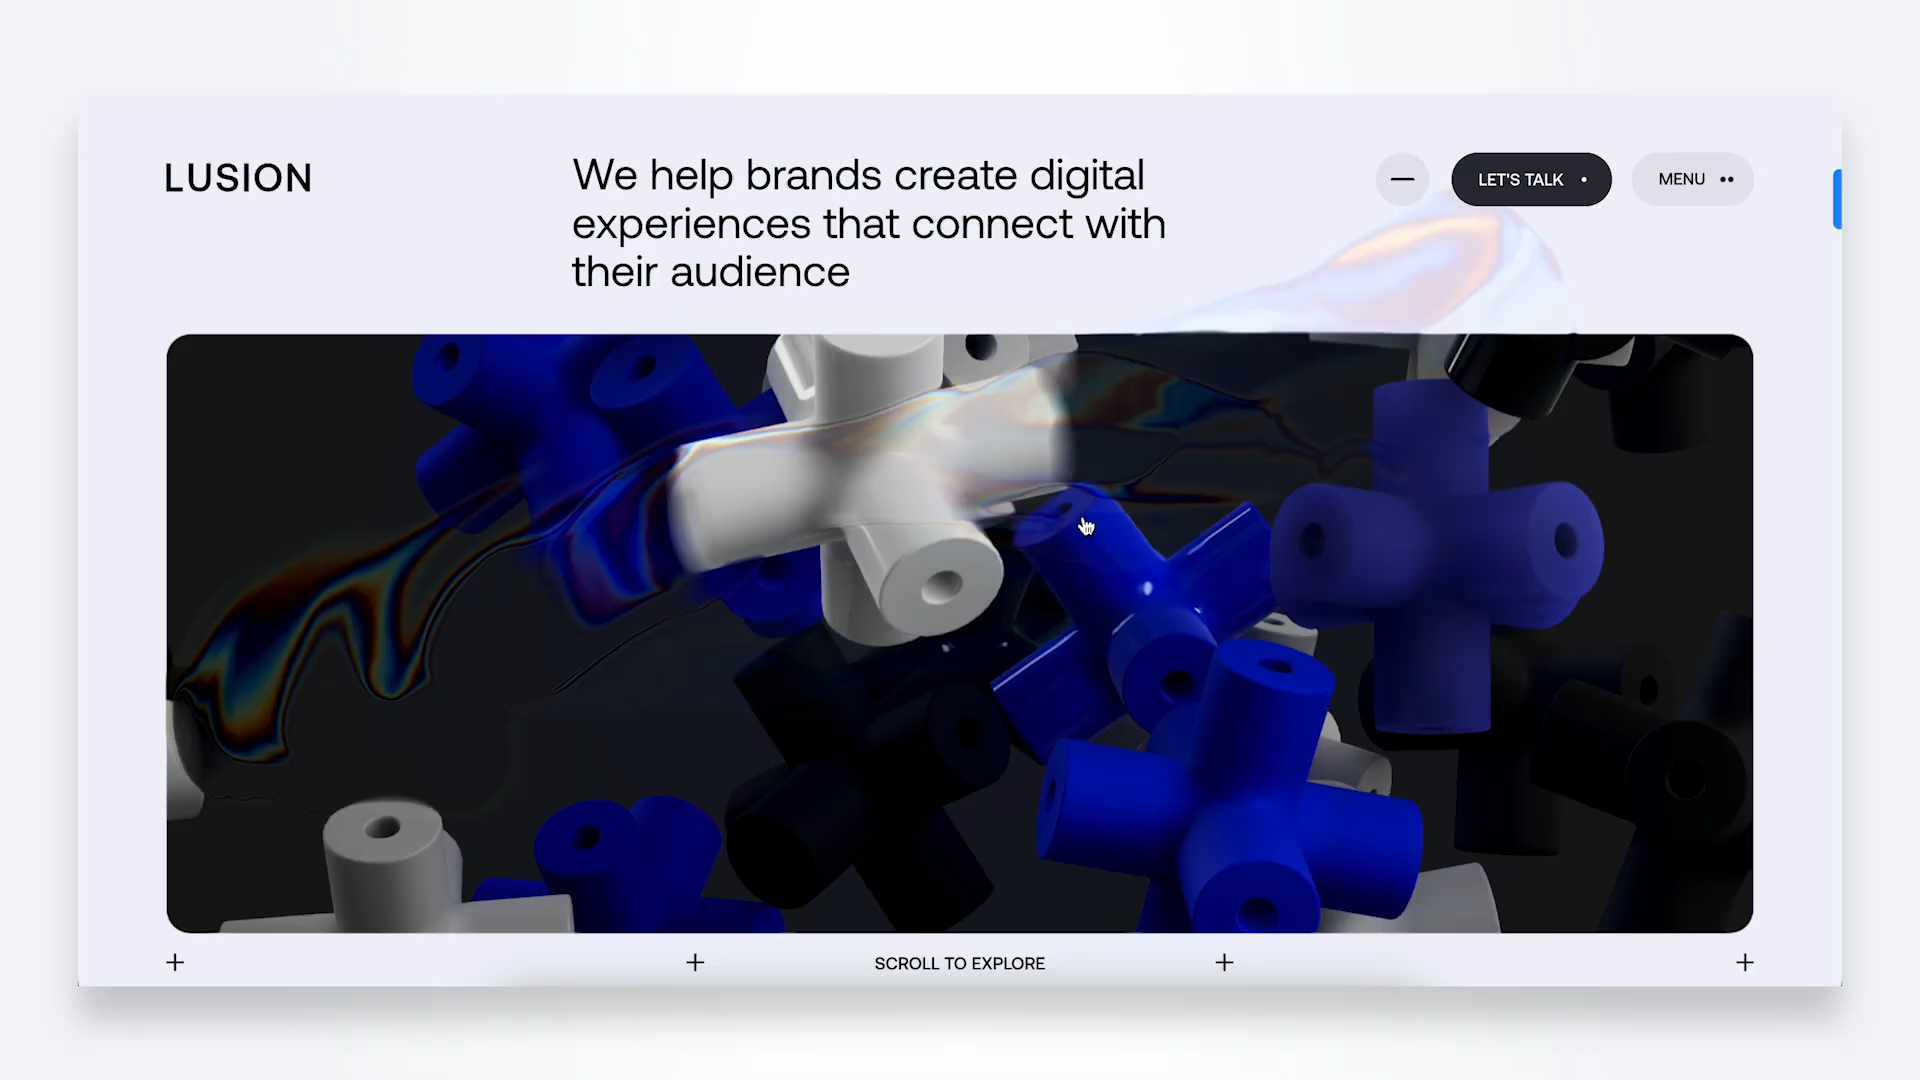 LUSION
We help brands create digital
experiences that connect with
their audience
LET'S TALK
MENU
SCROLL TO EXPLORE